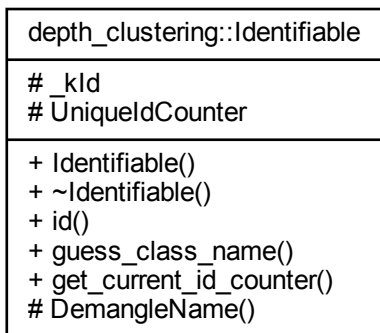 depth_clustering::Identifiable
# _kId
# UniqueIdCounter
+ Identifiable()
+ ~Identifiable()
+ id()
+ guess_class_name()
+ get_current_id_counter()
# DemangleName()